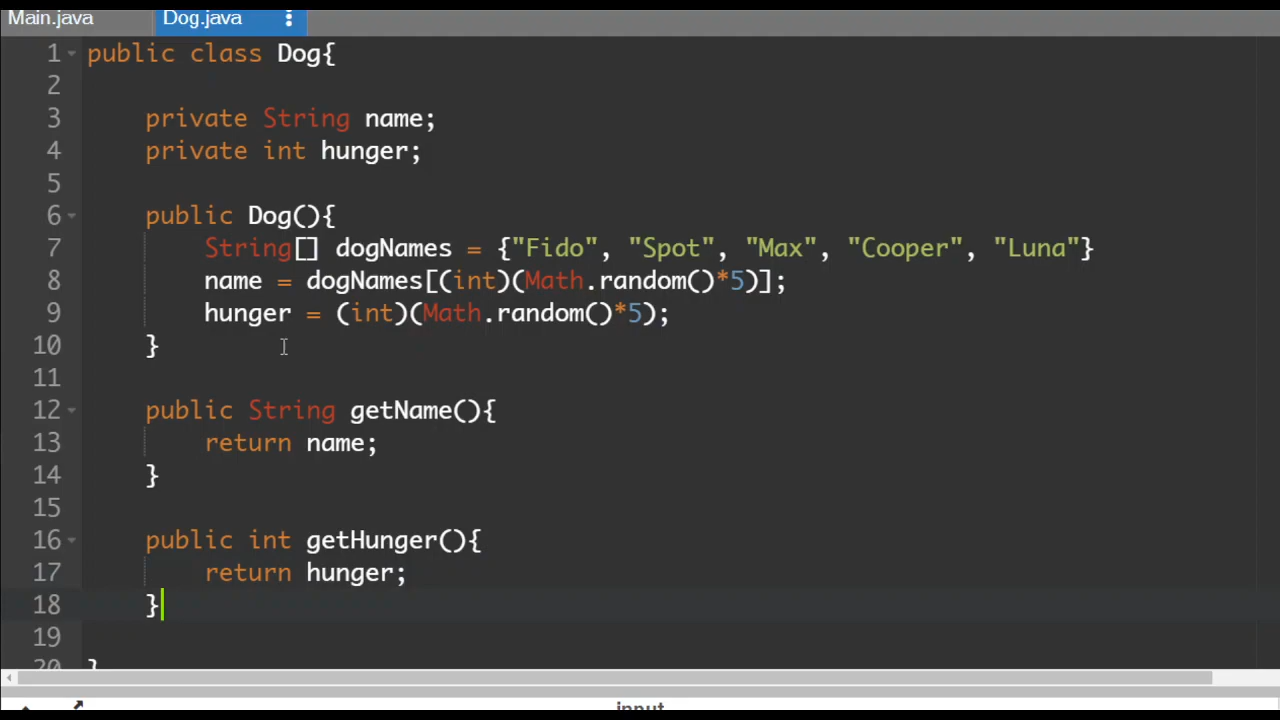 Main.java Dog.java
1 public class Dog{
2
3 private String name;
4 private int hunger;
5
6 public Dog(){
7 String[] dogNames = {"Fido", "Spot", "Max", "Cooper", "Luna"}
8 name = dogNames[(int)(Math.random()*5)];
9 hunger = (int)(Math.random()*5);
10 }
11
12 public String getName(){
13 return name;
14 }
15
16 public int getHunger(){
17 return hunger;
18 }
19
20 }
input